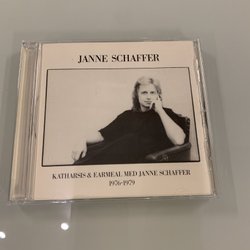 JANNE SCHAFFER
KATHARSIS & EARMEAL MED JANNE SCHAFFER
1976-1979